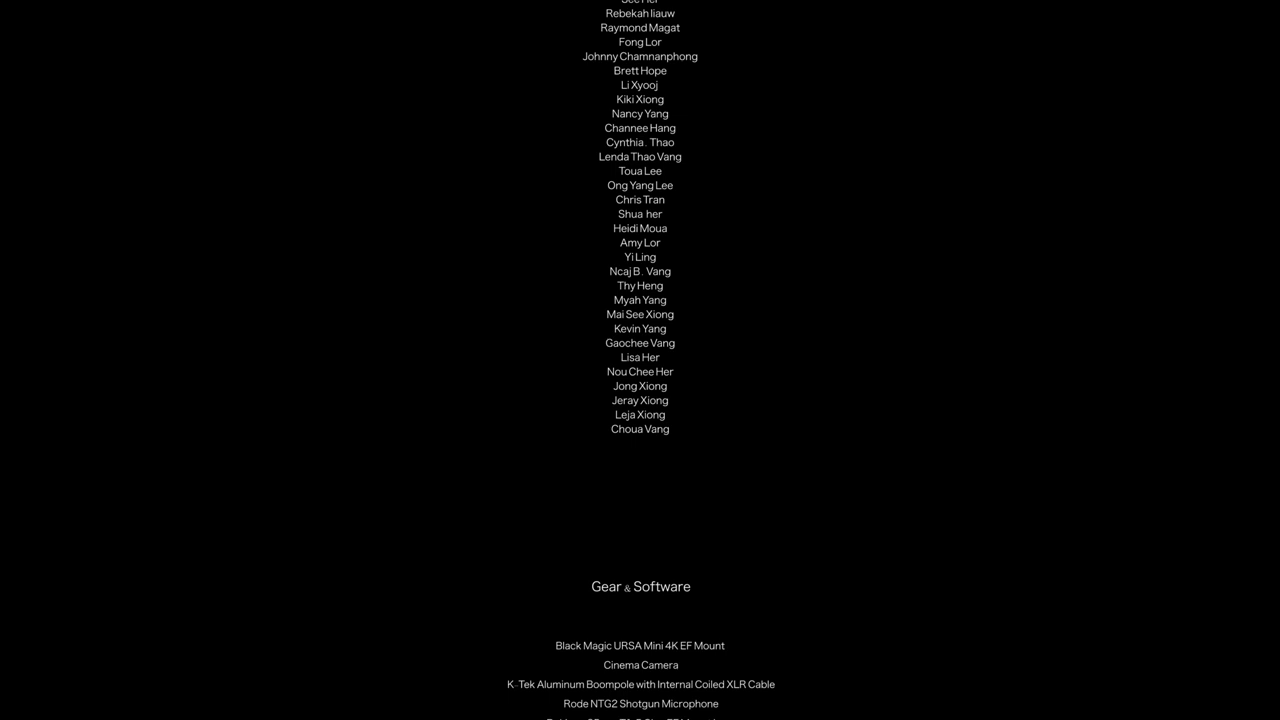 See Her
Rebekah liauw
Raymond Magat
Fong Lor
Johnny Chamnanphong
Brett Hope
Li Xyooj
Kiki Xiong
Nancy Yang
Channee Hang
Cynthia. Thao
Lenda Thao Vang
Toua Lee
Ong Yang Lee
Chris Tran
Shua her
Heidi Moua
Amy Lor
Yi Ling
Ncaj B. Vang
Thy Heng
Myah Yang
Mai See Xiong
Kevin Yang
Gaochee Vang
Lisa Her
Nou Chee Her
Jong Xiong
Jeray Xiong
Leja Xiong
Choua Vang
Gear & Software
Black Magic URSA Mini 4K EF Mount
Cinema Camera
K-Tek Aluminum Boompole with Internal Coiled XLR Cable
Rode NTG2 Shotgun Microphone